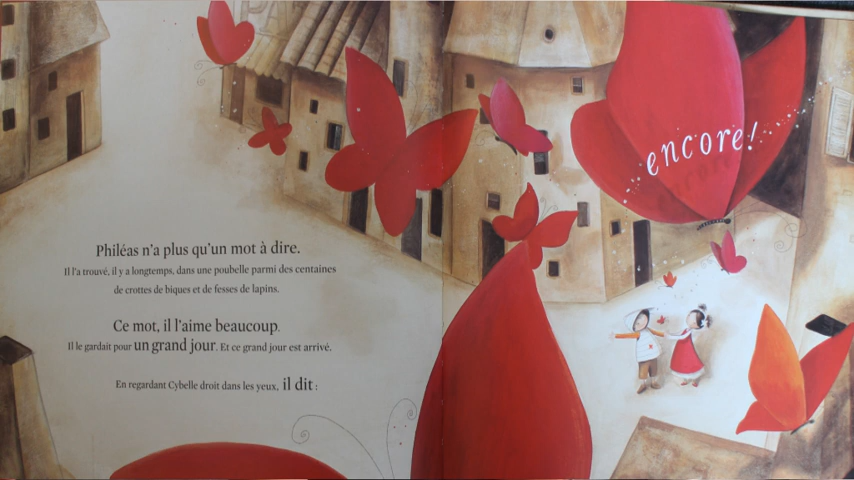 Philéas n'a plus qu'un mot à dire.
Il l'a trouvé, il y a longtemps, dans une poubelle parmi des centaines
de crottes de biques et de fesses de lapins.
Ce mot, il l'aime beaucoup.
Il le gardait pour un grand jour. Et ce grand jour est arrivé.
En regardant Cybelle droit dans les yeux, il dit :
encore!